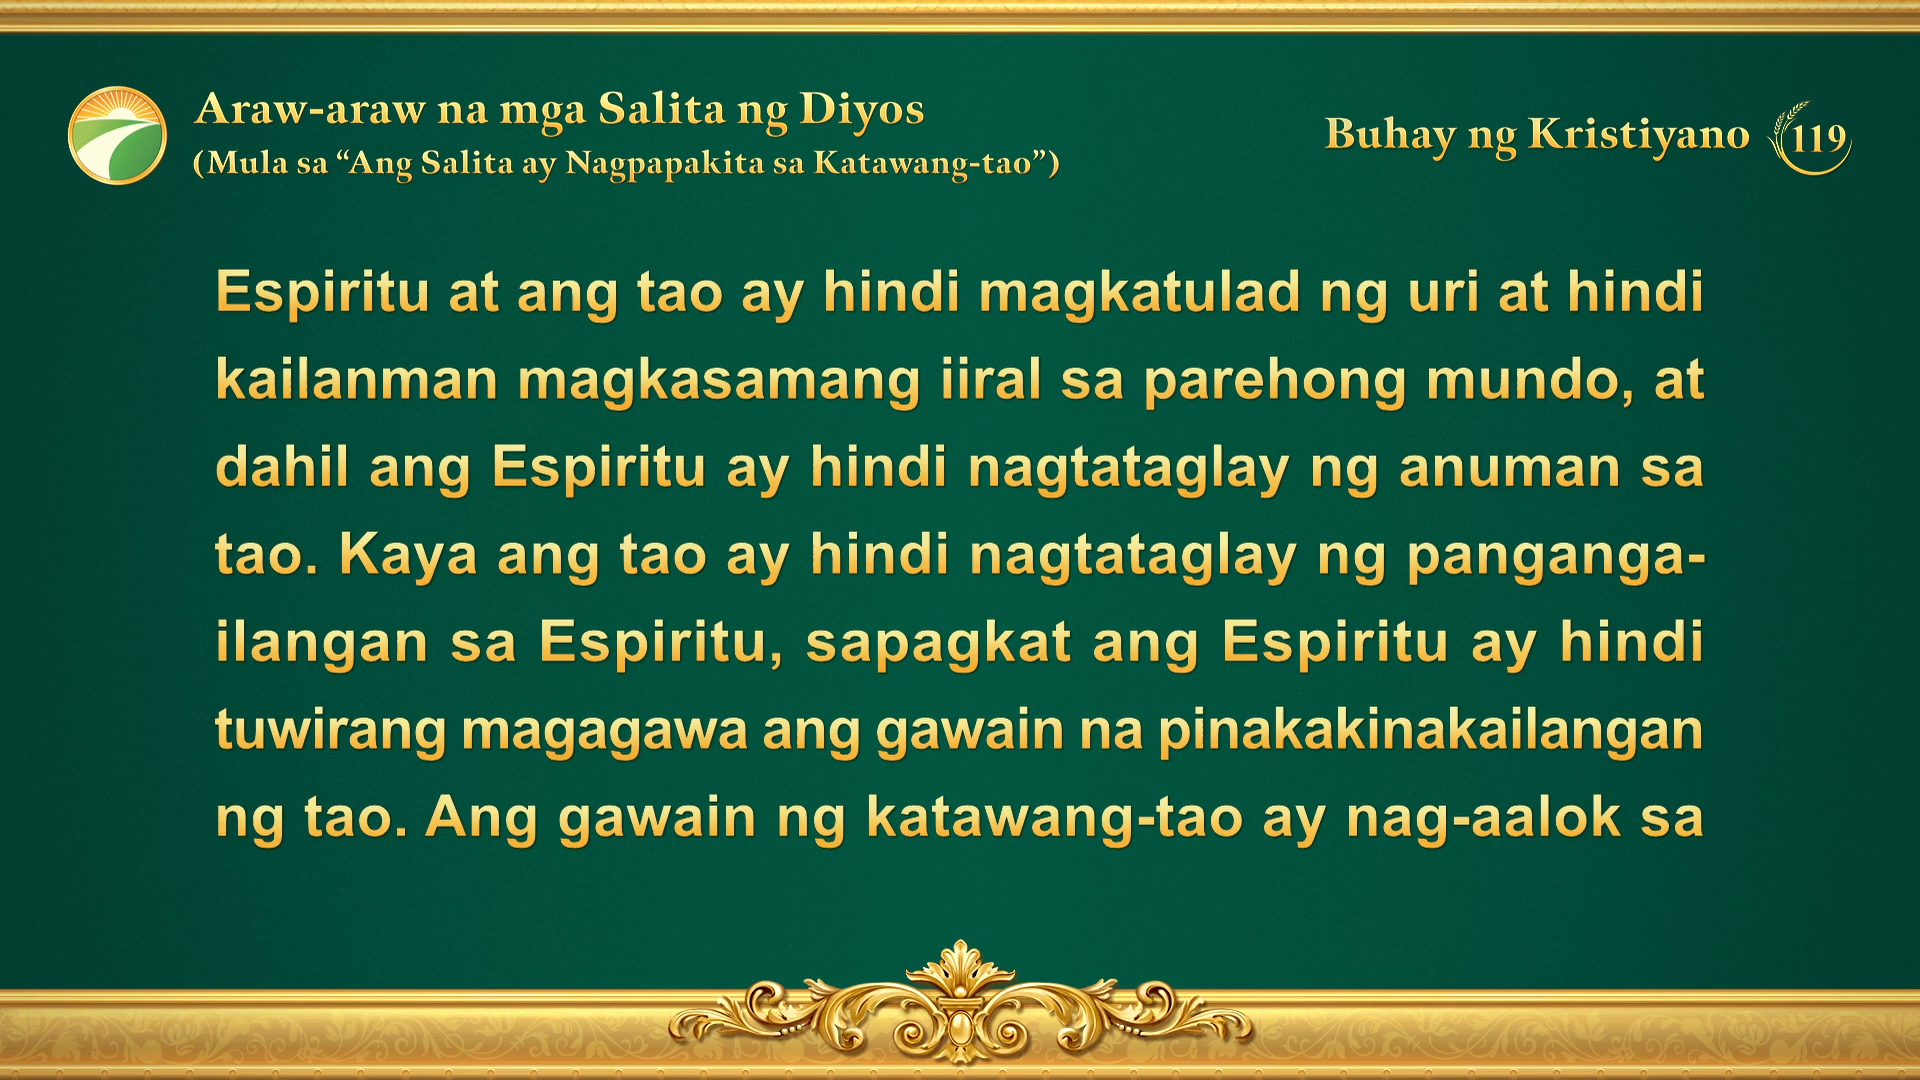 Araw-araw na mga Salita ng Diyos
(Mula sa “Ang Salita ay Nagpapakita sa Katawang-tao”)
Buhay ng Kristiyano 119
Espiritu at ang tao ay hindi magkatulad ng uri at hindi
kailanman magkasamang iiral sa parehong mundo, at
dahil ang Espiritu ay hindi nagtataglay ng anuman sa
tao. Kaya ang tao ay hindi nagtataglay ng panganga-
ilangan sa Espiritu, sapagkat ang Espiritu ay hindi
tuwirang magagawa ang gawain na pinakakinakailangan
ng tao. Ang gawain ng katawang-tao ay nag-aalok sa